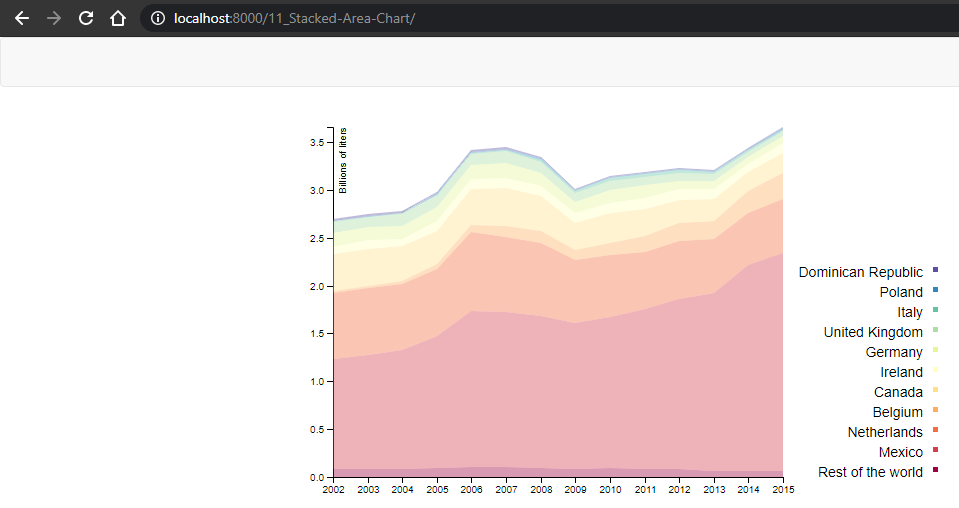 localhost:8000/11_Stacked-Area-Chart/
Billions of liters
3.5
3.0
2.5
2.0
1.5
1.0
0.5
0.0
2002 2003 2004 2005 2006 2007 2008 2009 2010 2011 2012 2013 2014 2015
Dominican Republic
Poland
Italy
United Kingdom
Germany
Ireland
Canada
Belgium
Netherlands
Mexico
Rest of the world